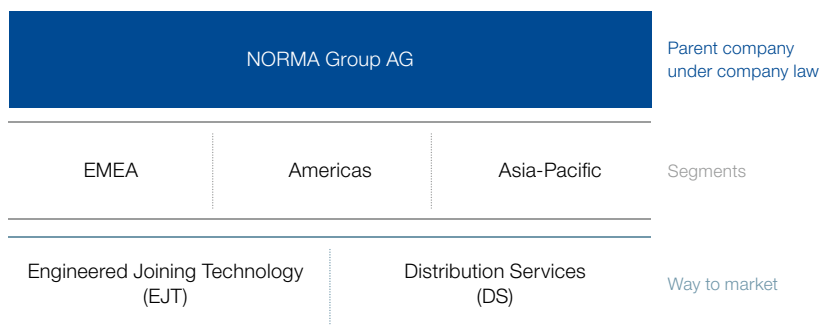 NORMA Group AG
Parent company
under company law
EMEA
Americas
Asia-Pacific
Segments
Engineered Joining Technology
(EJT)
Distribution Services
(DS)
Way to market